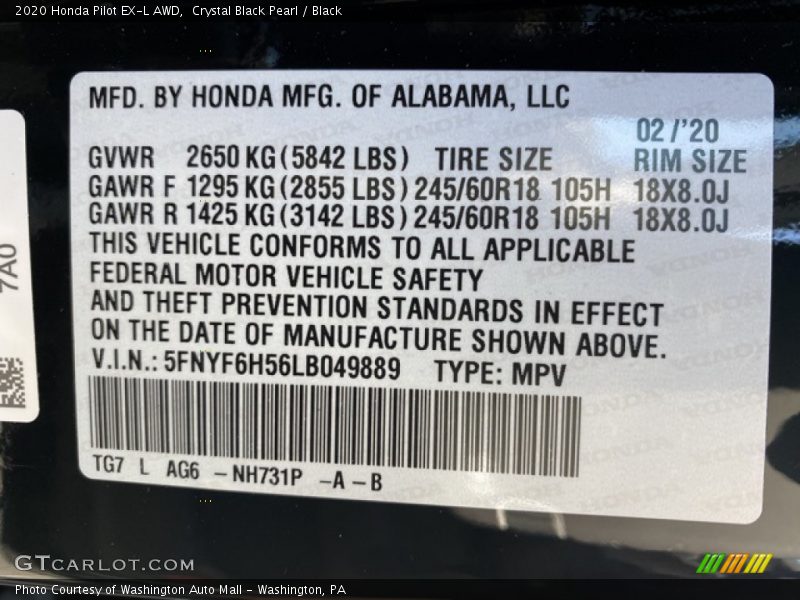 2020 Honda Pilot EX-L AWD,  Crystal Black Pearl / Black
MFD. BY HONDA MFG. OF ALABAMA, LLC
02/'20
GVWR 2650 KG (5842 LBS) TIRE SIZE RIM SIZE
GAWR F 1295 KG (2855 LBS) 245/60R18 105H 18X8.0J
GAWR R 1425 KG (3142 LBS) 245/60R18 105H 18X8.0J
THIS VEHICLE CONFORMS TO ALL APPLICABLE
FEDERAL MOTOR VEHICLE SAFETY
AND THEFT PREVENTION STANDARDS IN EFFECT
ON THE DATE OF MANUFACTURE SHOWN ABOVE.
V.I.N.: 5FNYF6H56LB049889 TYPE: MPV
TG7 L AG6 -NH731P -A -B
7A0
GTCARLOT.COM
Photo Courtesy of Washington Auto Mall - Washington, PA